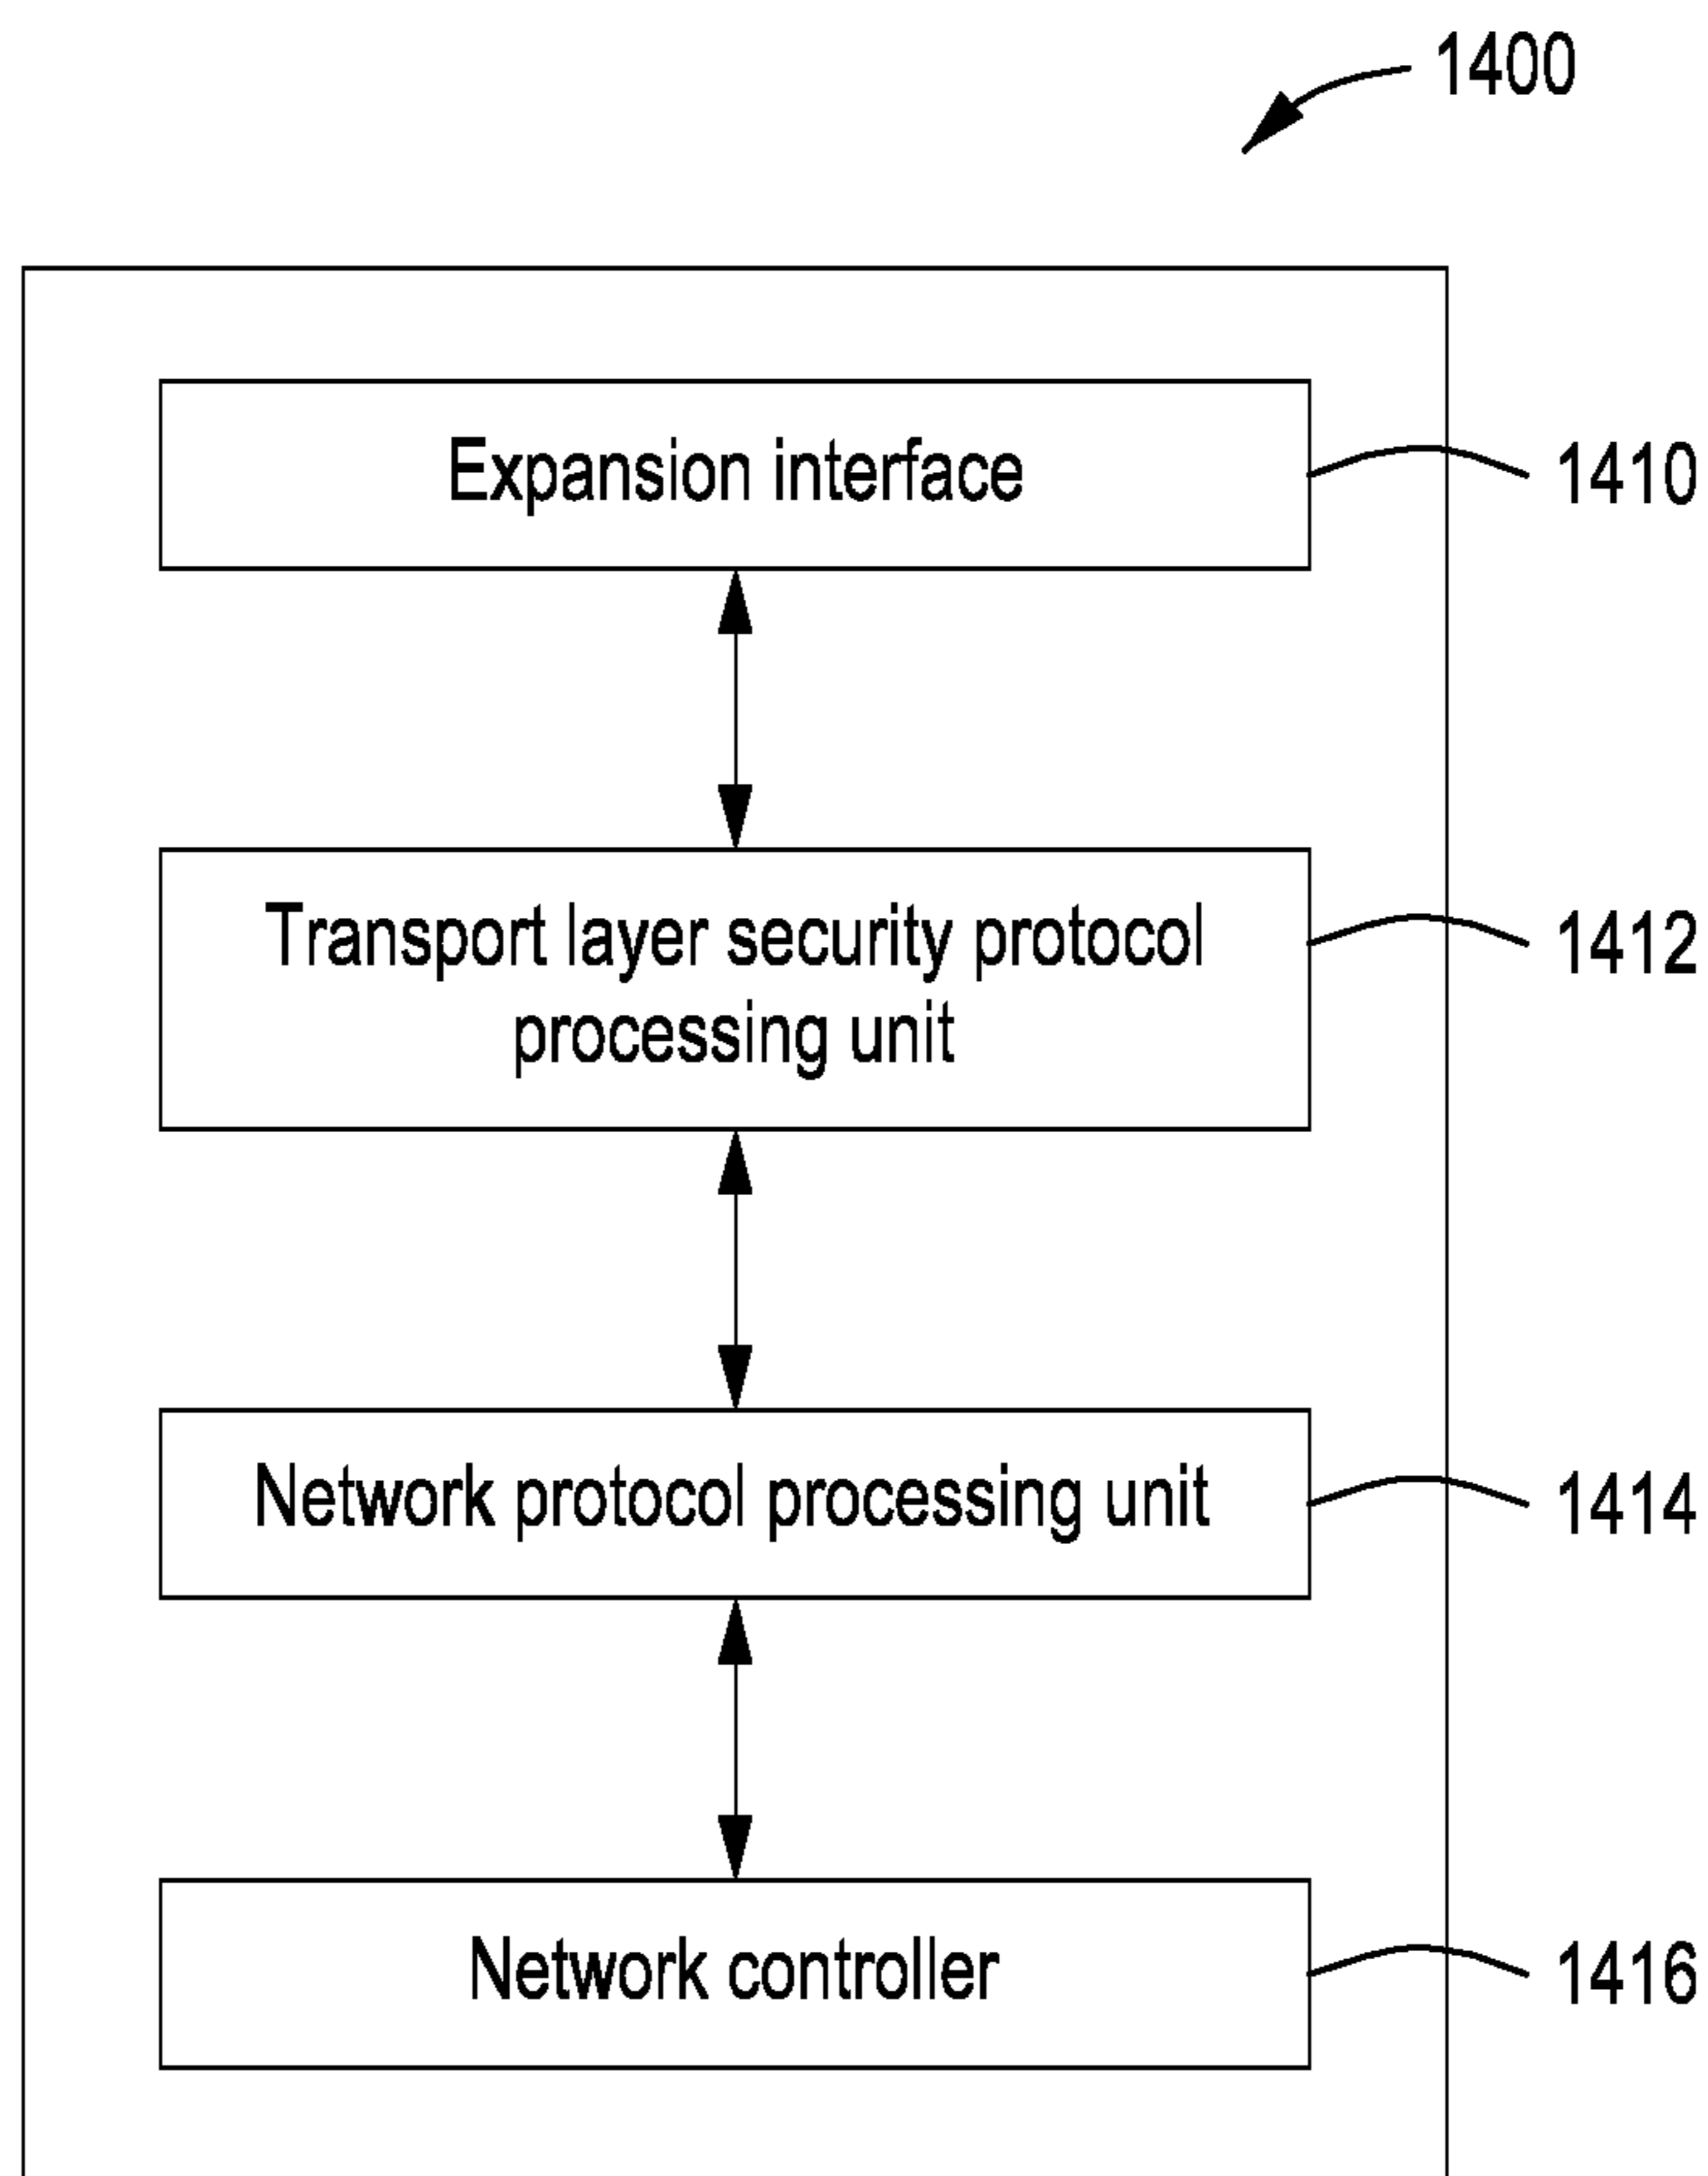 1400
Expansion interface
1410
Transport layer security protocol
processing unit
1412
Network protocol processing unit
1414
Network controller
1416